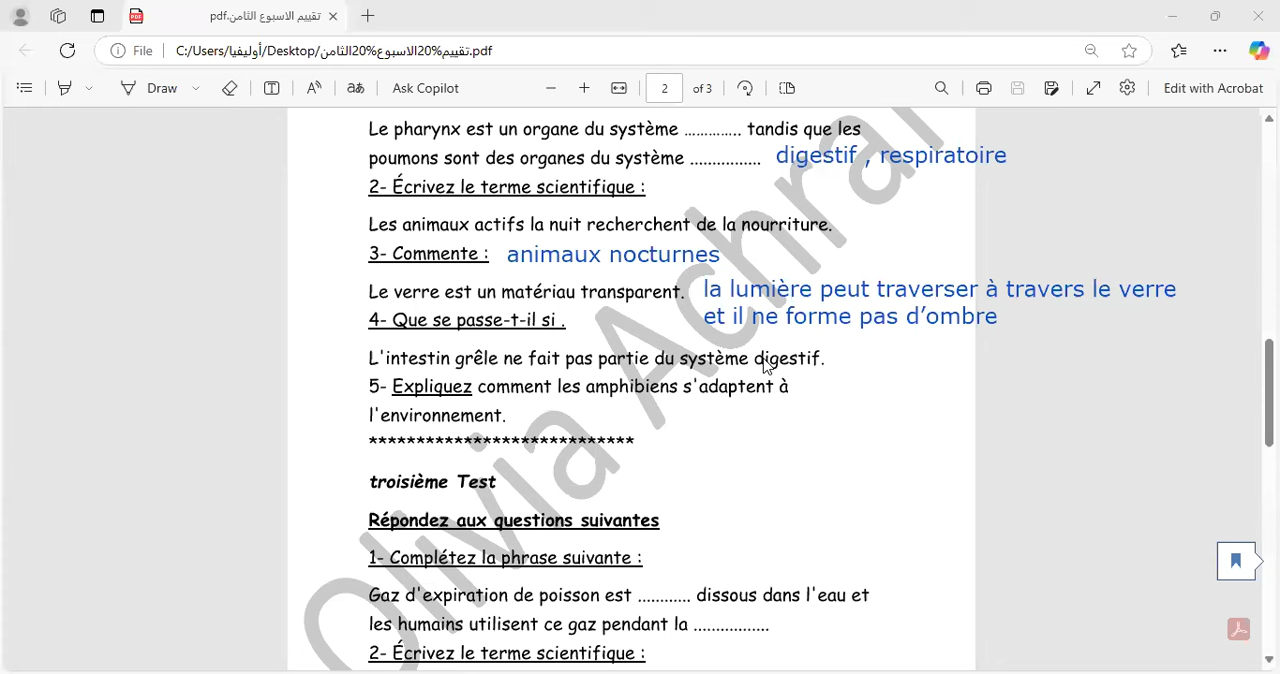 تقييم الاسبوع الثامن.pdf
File
C:/Users/أوليفيا/Desktop/تقييم%20الاسبوع%20الثامن.pdf
Draw
aあ
Ask Copilot
2 of 3
Edit with Acrobat
Le pharynx est un organe du système ………….. tandis que les
poumons sont des organes du système ................ digestif , respiratoire
2- Écrivez le terme scientifique :
Les animaux actifs la nuit recherchent de la nourriture.
3- Commente : animaux nocturnes
Le verre est un matériau transparent. la lumière peut traverser à travers le verre
et il ne forme pas d’ombre
4- Que se passe-t-il si .
L'intestin grêle ne fait pas partie du système digestif.
5- Expliquez comment les amphibiens s'adaptent à
l'environnement.
****************************
troisième Test
Répondez aux questions suivantes
1- Complétez la phrase suivante :
Gaz d'expiration de poisson est ............ dissous dans l'eau et
les humains utilisent ce gaz pendant la .................
2- Écrivez le terme scientifique :
Olivia Achraf